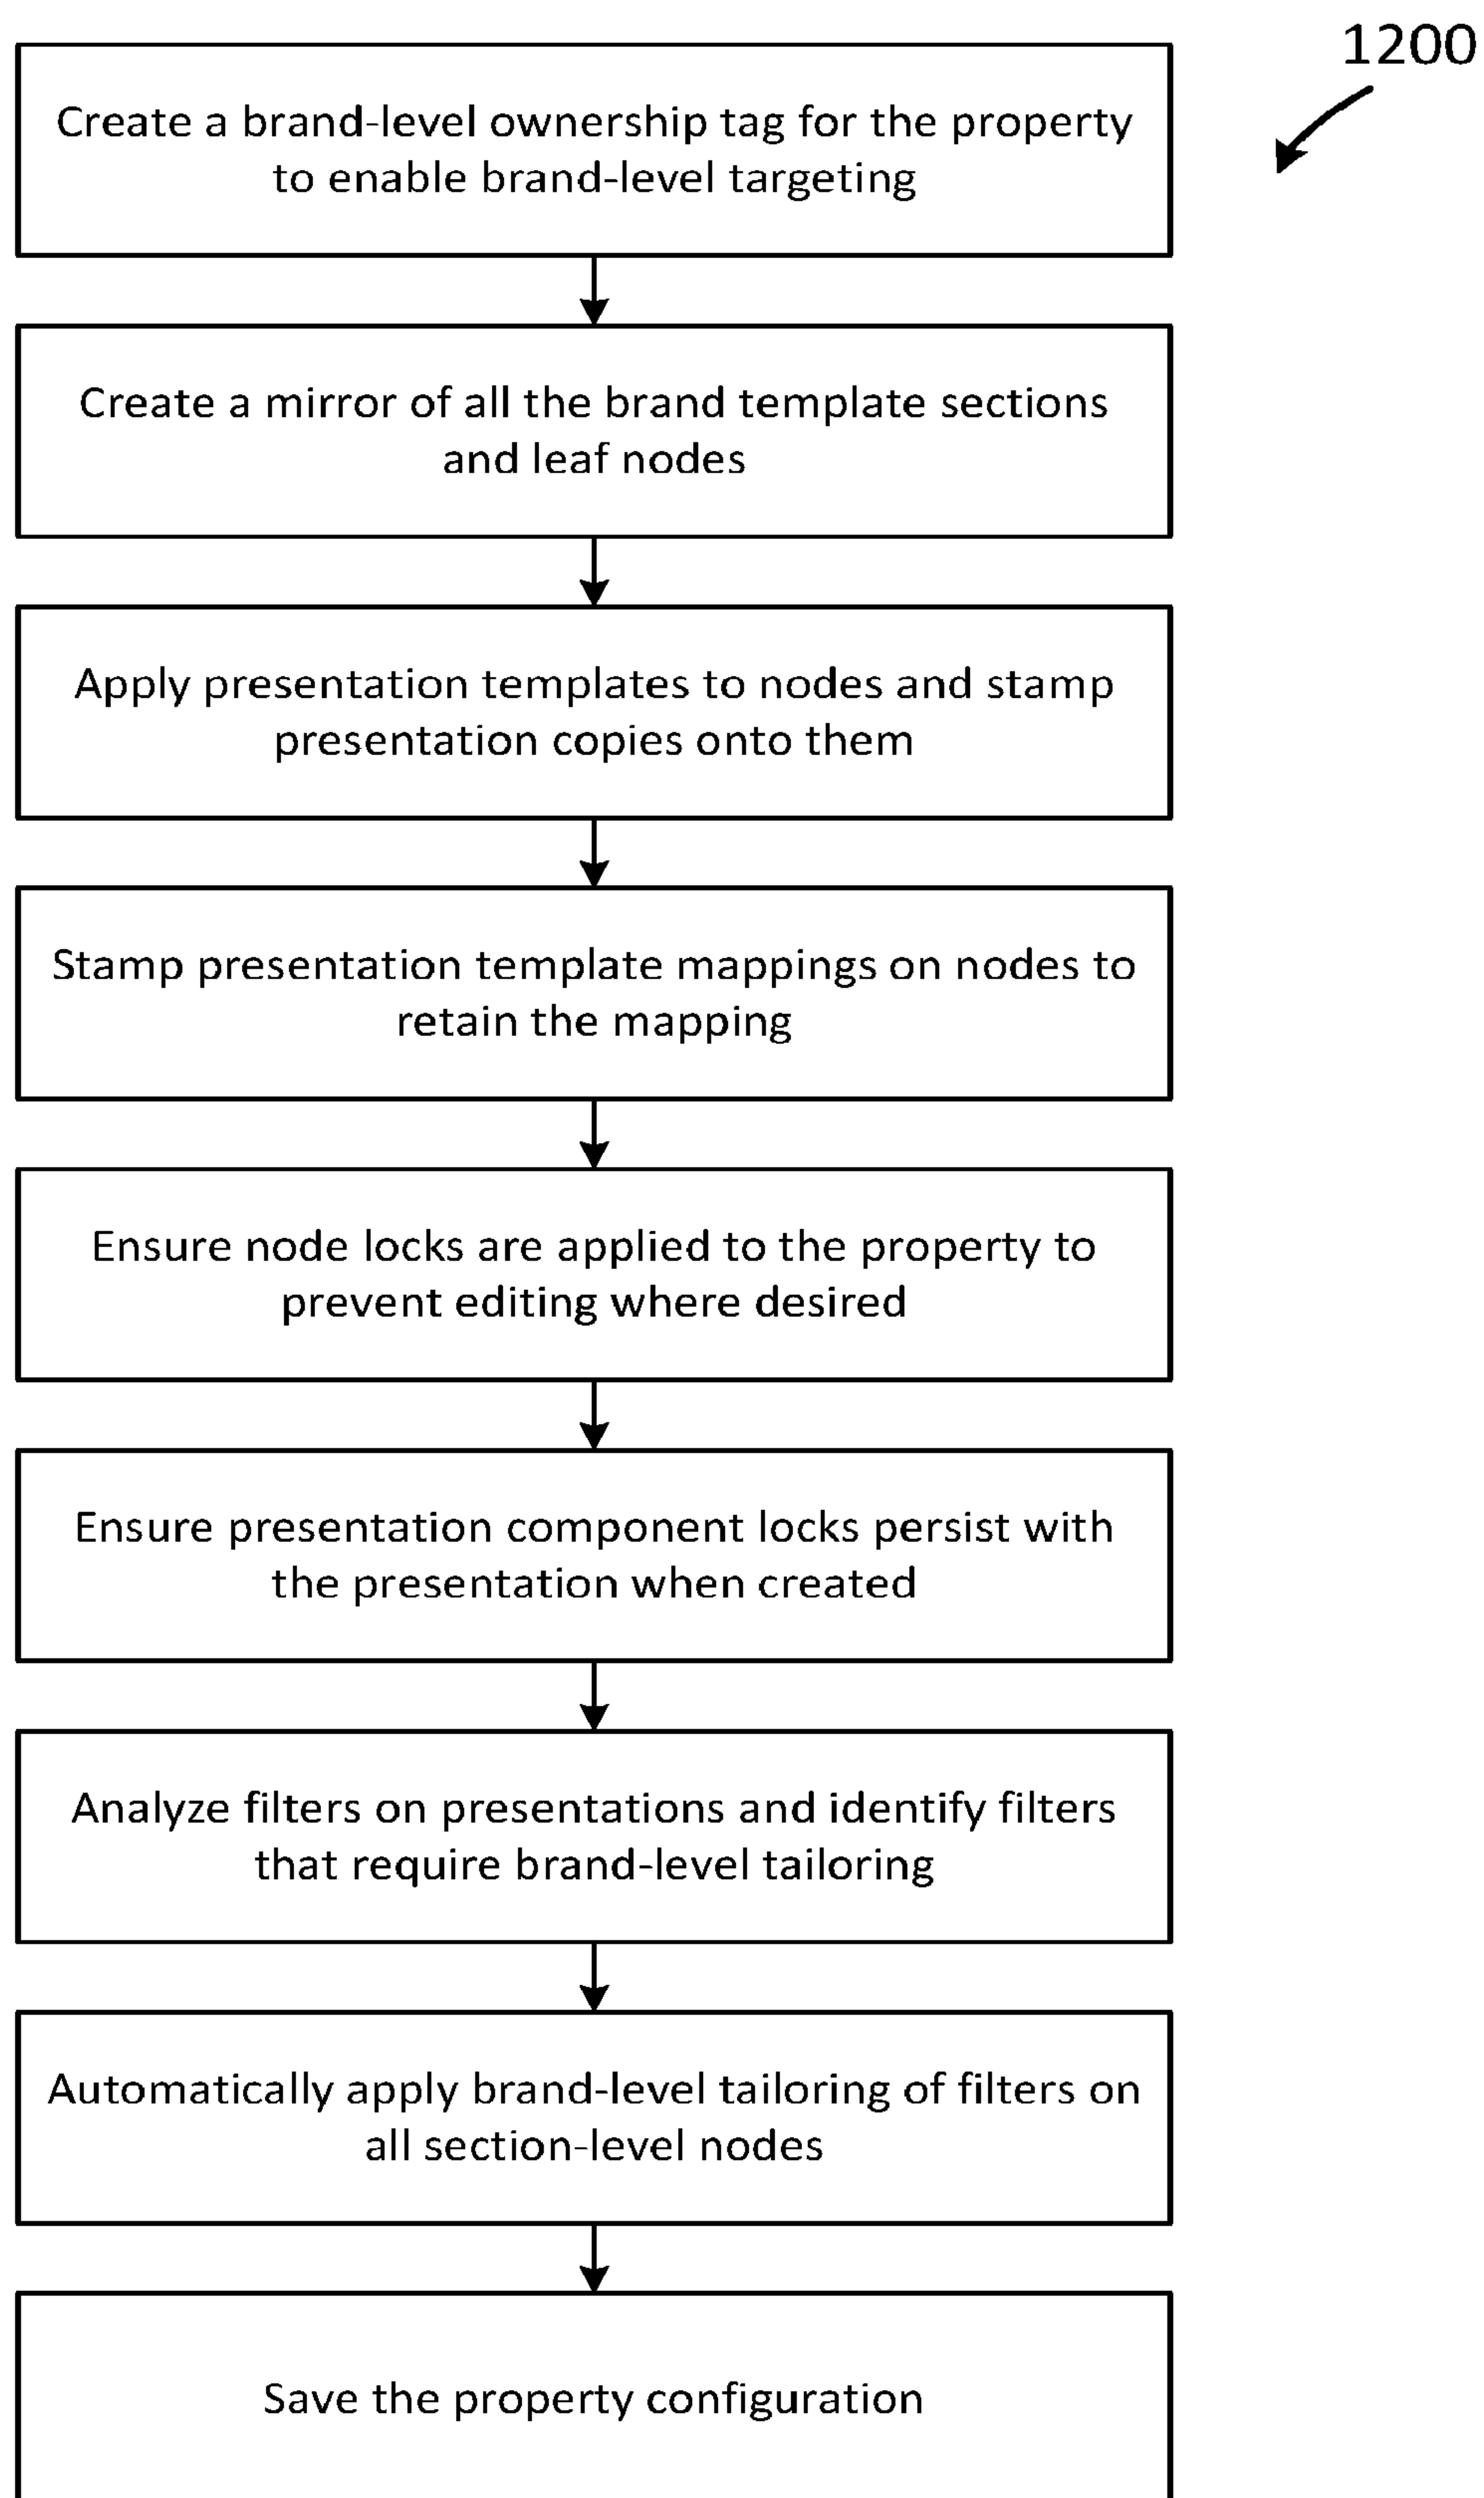 1200
Create a brand-level ownership tag for the property
to enable brand-level targeting
Create a mirror of all the brand template sections
and leaf nodes
Apply presentation templates to nodes and stamp
presentation copies onto them
Stamp presentation template mappings on nodes to
retain the mapping
Ensure node locks are applied to the property to
prevent editing where desired
Ensure presentation component locks persist with
the presentation when created
Analyze filters on presentations and identify filters
that require brand-level tailoring
Automatically apply brand-level tailoring of filters on
all section-level nodes
Save the property configuration